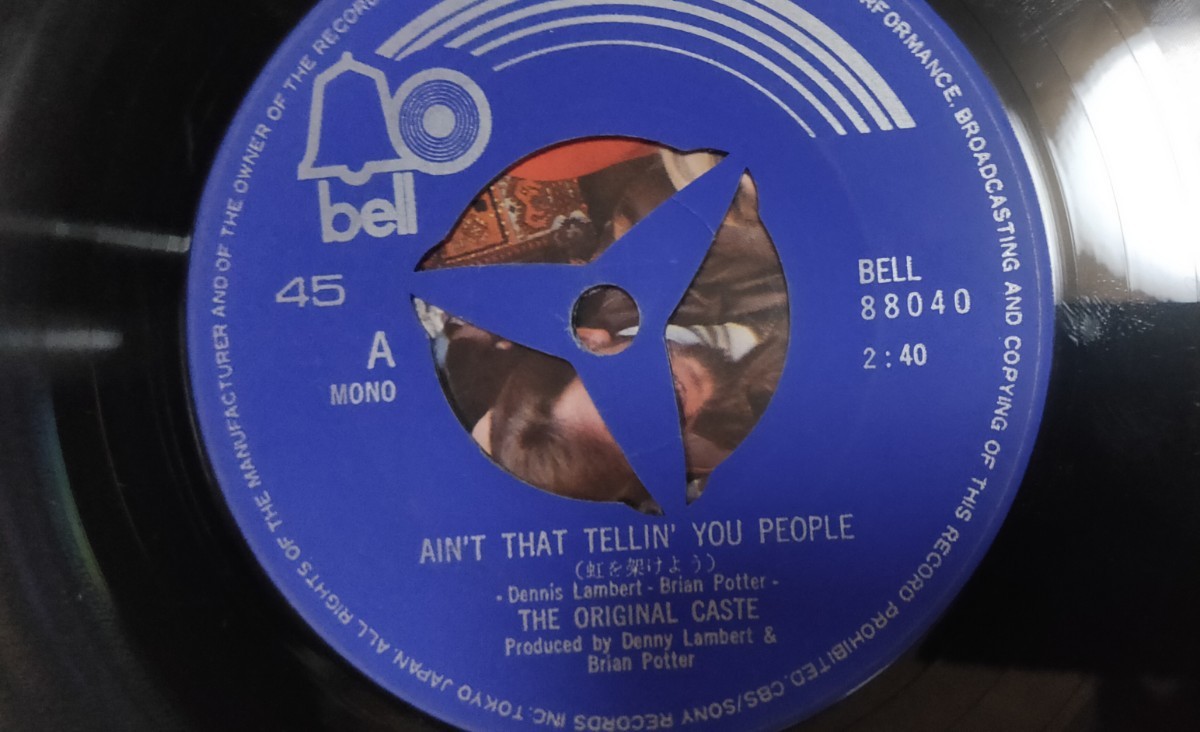 bell
45
A
MONO
BELL
88040
2:40
AIN'T THAT TELLIN' YOU PEOPLE
(虹を架けよう)
- Dennis Lambert - Brian Potter -
THE ORIGINAL CASTE
Produced by Denny Lambert &
Brian Potter
ALL RIGHTS OF THE MANUFACTURER AND OF THE OWNER OF THE RECOR
RFORMANCE, BROADCASTING AND COPYING OF THIS RECORD PROHIBITED. CBS/SONY RECORDS INC. TOKYO JAPAN.